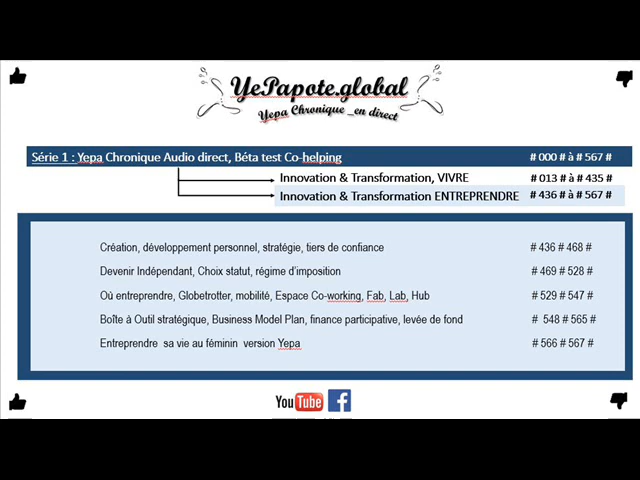 YePapote.global
Yepa Chronique _en direct
Série 1 : Yepa Chronique Audio direct, Béta test Co-helping # 000 # à # 567 #
Innovation & Transformation, VIVRE # 013 # à # 435 #
Innovation & Transformation ENTREPRENDRE # 436 # à # 567 #
Création, développement personnel, stratégie, tiers de confiance # 436 # 468 #
Devenir Indépendant, Choix statut, régime d'imposition # 469 # 528 #
Où entreprendre, Globetrotter, mobilité, Espace Co-working, Fab, Lab, Hub # 529 # 547 #
Boîte à Outil stratégique, Business Model Plan, finance participative, levée de fond # 548 # 565 #
Entreprendre sa vie au féminin version Yepa # 566 # 567 #
YouTube f